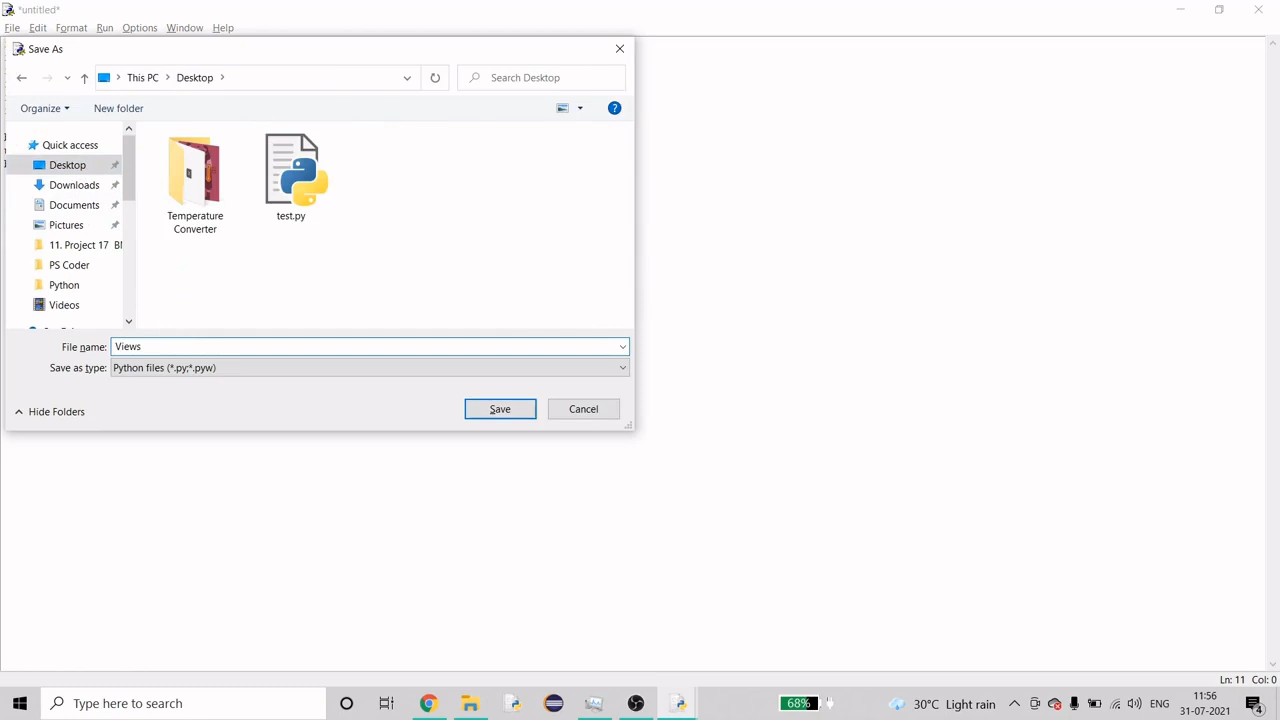 *untitled*
File Edit Format Run Options Window Help
Save As
This PC Desktop
Search Desktop
Organize New folder
Quick access
Desktop
Downloads
Documents
Pictures
11. Project 17
PS Coder
Python
Videos
Temperature
Converter
test.py
File name: Views
Save as type: Python files (*.py;*.pyw)
Hide Folders
Save Cancel
Ln: 11 Col: 0
Type here to search
68%
30°C Light rain
ENG
11:56
31-07-2021
4